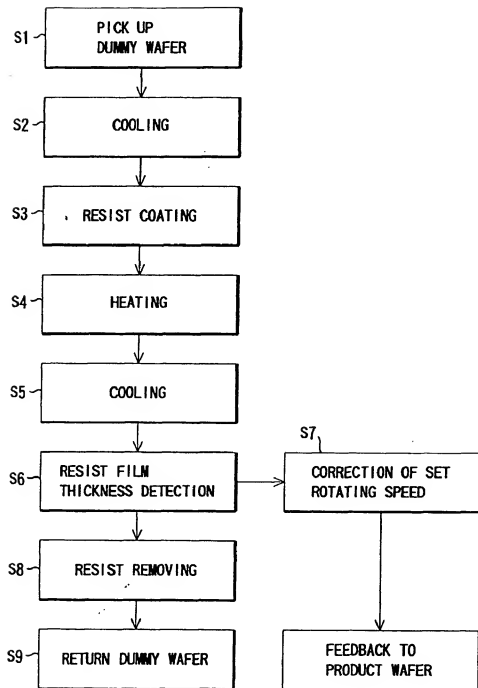 S1
PICK UP
DUMMY WAFER
S2
COOLING
S3
RESIST COATING
S4
HEATING
S5
COOLING
S6
RESIST FILM
THICKNESS DETECTION
S7
CORRECTION OF SET
ROTATING SPEED
S8
RESIST REMOVING
S9
RETURN DUMMY WAFER
FEEDBACK TO
PRODUCT WAFER